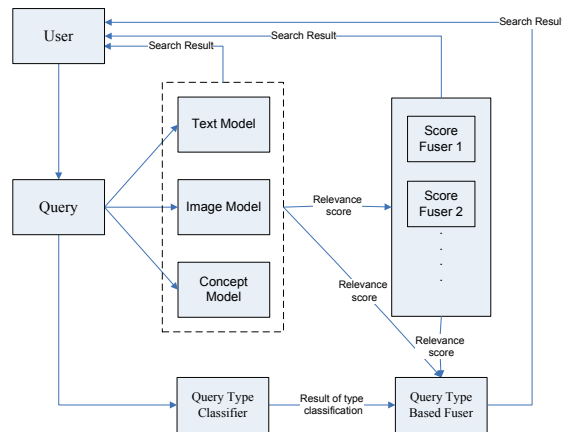 Search Resul
User
Search Result
Search Result
Text Model
Score
Fuser 1
Query
Image Model
Relevance
score
Score
Fuser 2
.
.
.
.
Concept
Model
Relevance
score
Relevance
score
Query Type
Classifier
Result of type
classification
Query Type
Based Fuser